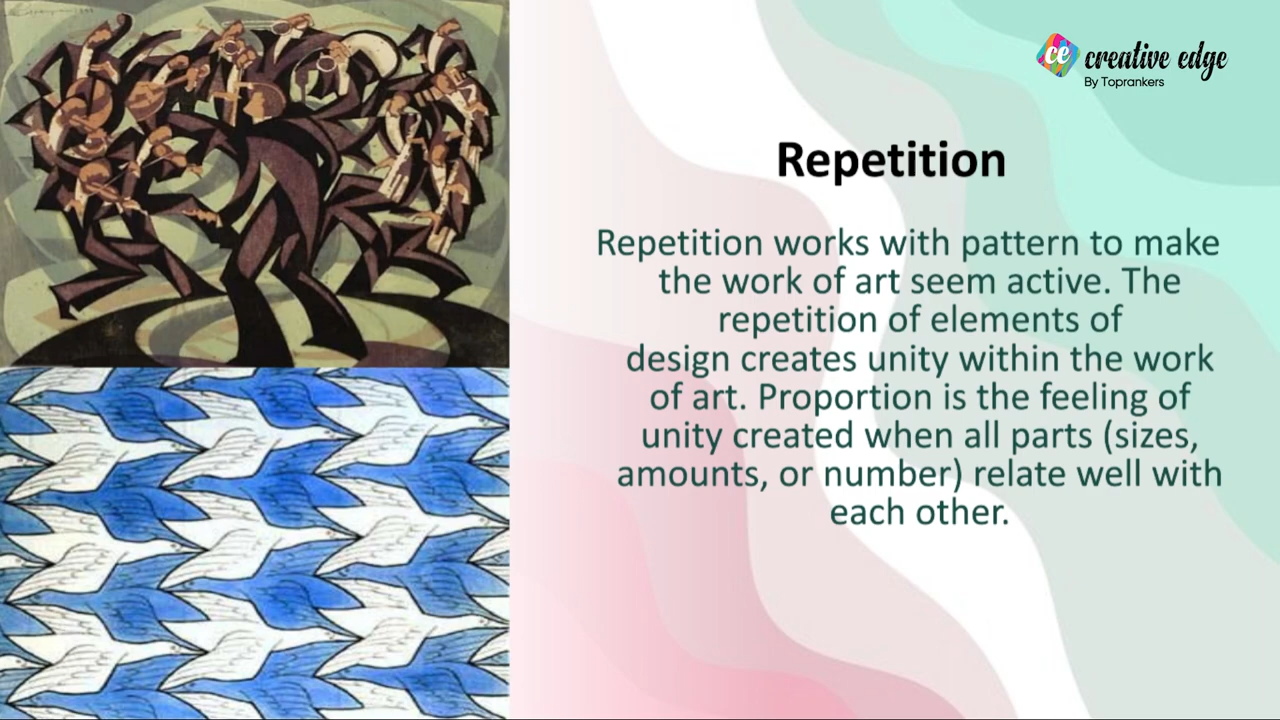 ce creative edge
By Toprankers
Repetition
Repetition works with pattern to make
the work of art seem active. The
repetition of elements of
design creates unity within the work
of art. Proportion is the feeling of
unity created when all parts (sizes,
amounts, or number) relate well with
each other.